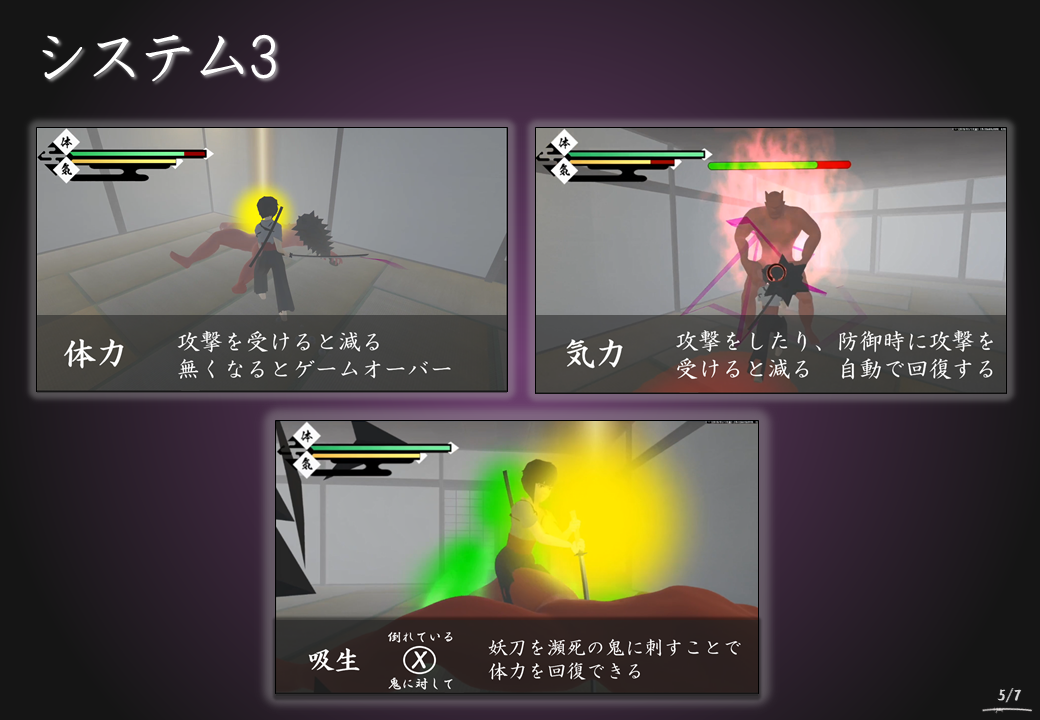 システム3
体
氣
体力
攻撃を受けると減る
無くなるとゲームオーバー
体
氣
気力
攻撃をしたり、防御時に攻撃を
受けると減る 自動で回復する
体
氣
吸生
倒れている
X
鬼に対して
妖刀を瀕死の鬼に刺すことで
体力を回復できる
5/7